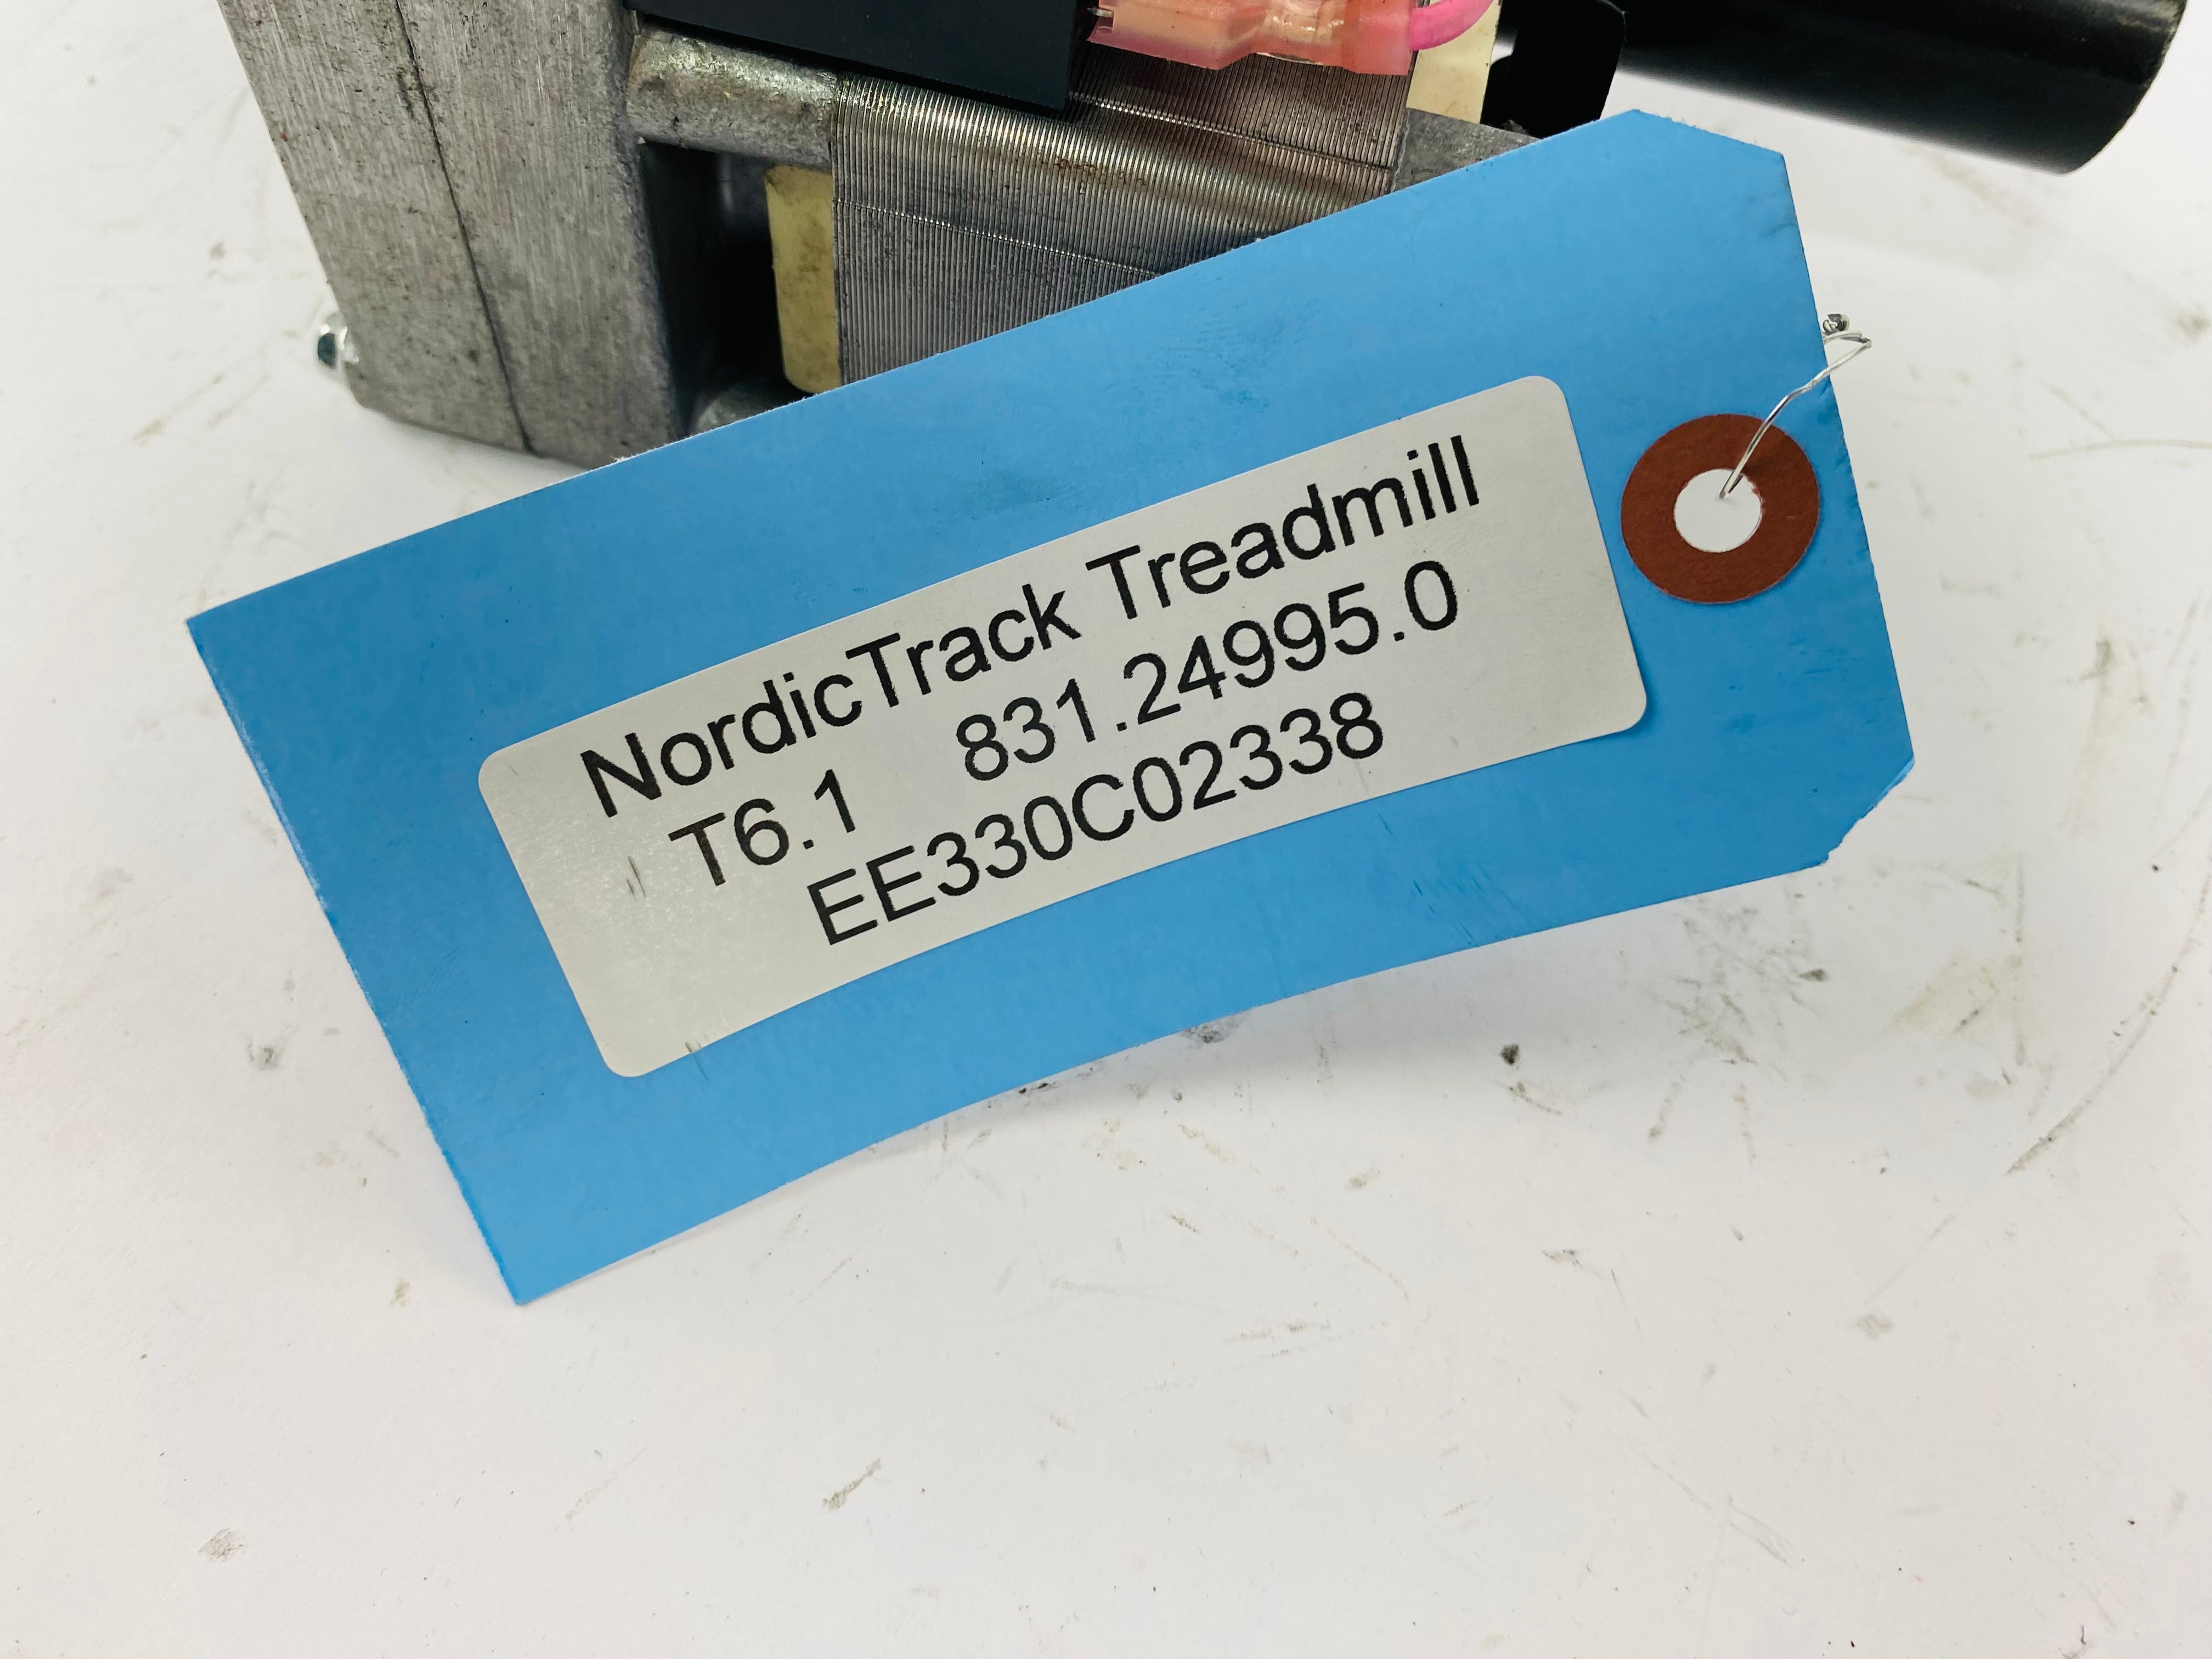 NordicTrack Treadmill
T6.1 831.24995.0
EE330C02338